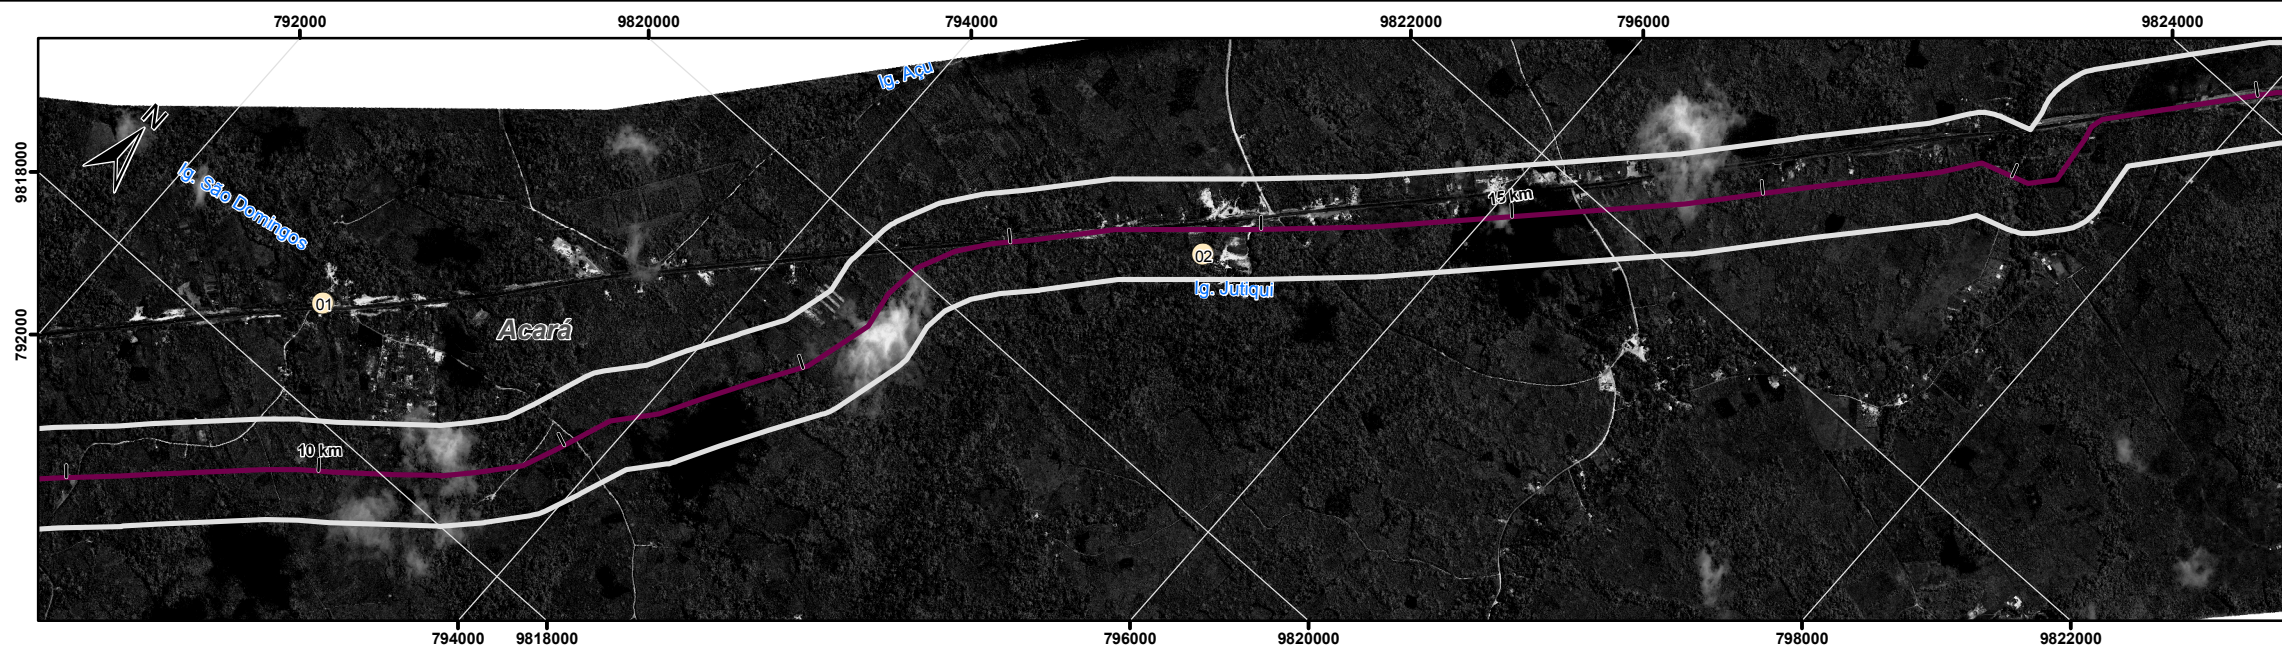 792000 9820000 794000 9822000 796000 9824000
Ig. Açu
N
9818000
Ig. São Domingos
15 km
02
Ig. Jutiqui
01
792000
Acará
10 km
794000 9818000 796000 9820000 798000 9822000